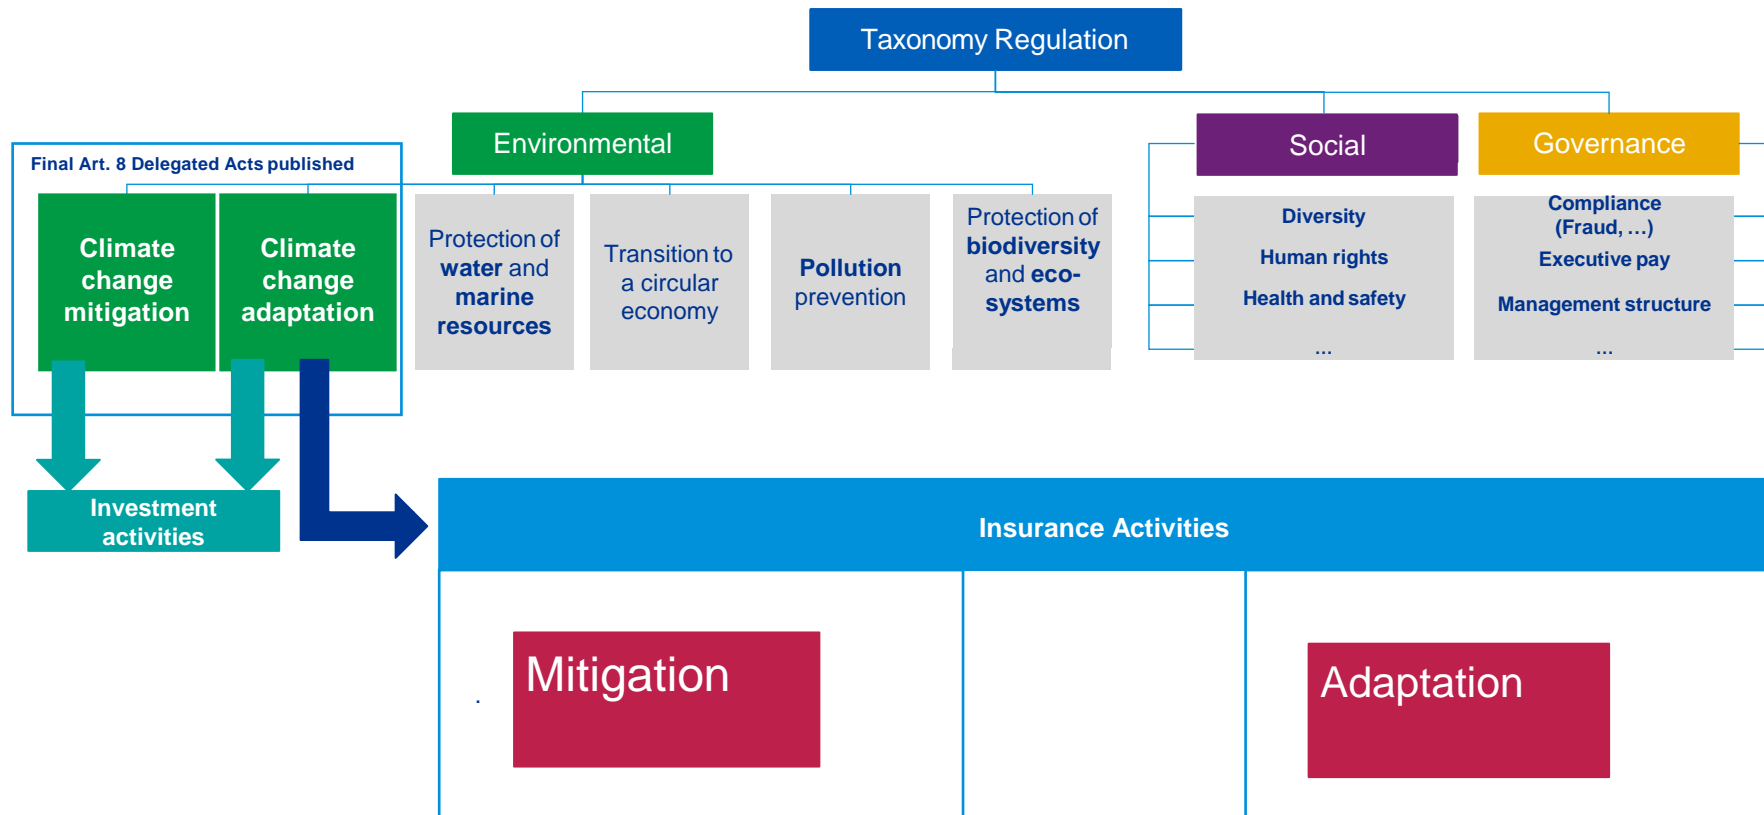 Taxonomy Regulation
Environmental
Social
Governance
Final Art. 8 Delegated Acts published
Climate
change
mitigation
Climate
change
adaptation
Protection of
water and
marine
resources
Transition to
a circular
economy
Pollution
prevention
Protection of
biodiversity
and eco-
systems
Diversity
Human rights
Health and safety
...
Compliance
(Fraud, ...)
Executive pay
Management structure
...
Investment
activities
Insurance Activities
.
Mitigation
Adaptation